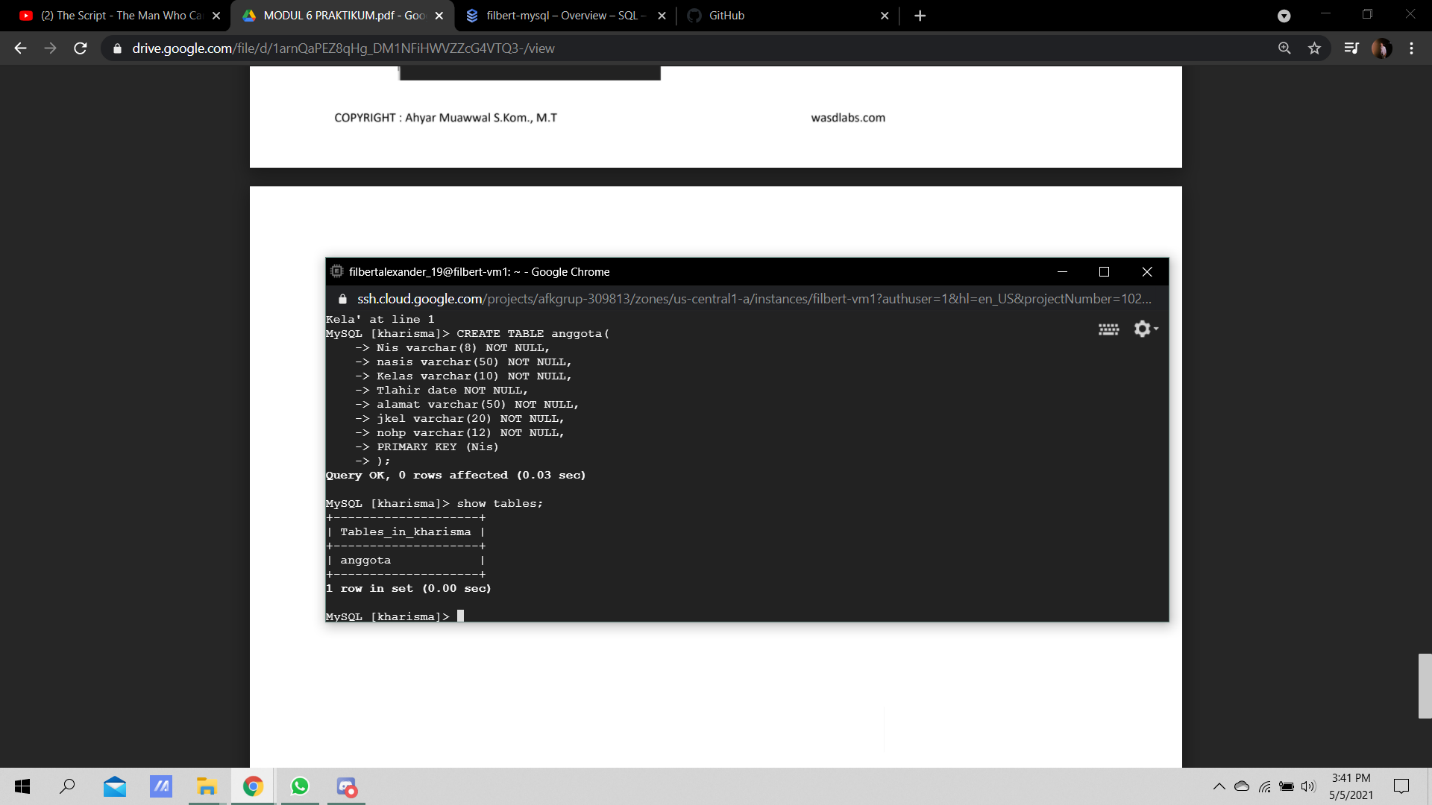 (2) The Script - The Man Who Ca
MODUL 6 PRAKTIKUM.pdf - Goo
filbert-mysql – Overview – SQL –
GitHub
drive.google.com/file/d/1arnQaPEZ8qHg_DM1NFiHWVZZcG4VTQ3-/view
COPYRIGHT : Ahyar Muawwal S.Kom., M.T
wasdlabs.com
filbertalexander_19@filbert-vm1: ~ - Google Chrome
ssh.cloud.google.com/projects/afkgrup-309813/zones/us-central1-a/instances/filbert-vm1?authuser=1&hl=en_US&projectNumber=102...
Kela' at line 1
MySQL [kharisma]> CREATE TABLE anggota(
    -> Nis varchar(8) NOT NULL,
    -> nasis varchar(50) NOT NULL,
    -> Kelas varchar(10) NOT NULL,
    -> Tlahir date NOT NULL,
    -> alamat varchar(50) NOT NULL,
    -> jkel varchar(20) NOT NULL,
    -> nohp varchar(12) NOT NULL,
    -> PRIMARY KEY (Nis)
    -> );
Query OK, 0 rows affected (0.03 sec)
MySQL [kharisma]> show tables;
+--------------------+
| Tables_in_kharisma |
+--------------------+
| anggota            |
+--------------------+
1 row in set (0.00 sec)
MySQL [kharisma]>
3:41 PM
5/5/2021